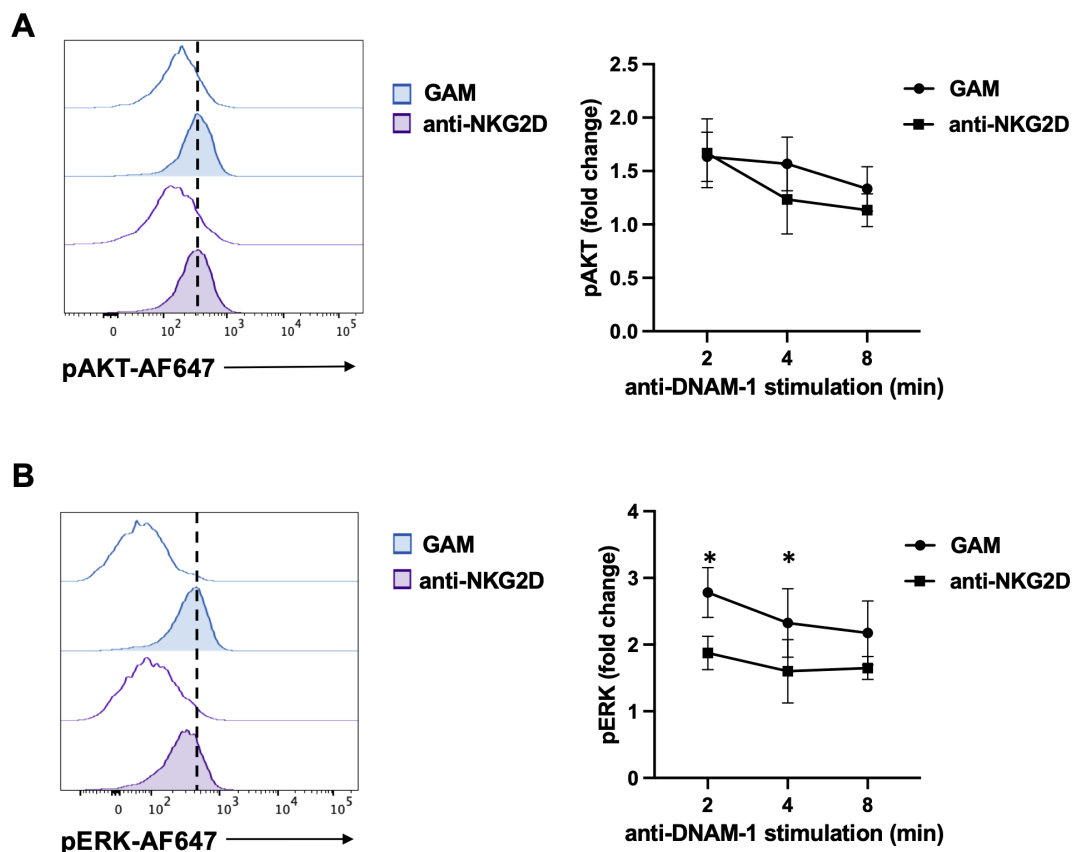 A
GAM
anti-NKG2D
0 10² 10³ 10⁴ 10⁵
pAKT-AF647
2.5
2.0
1.5
1.0
0.5
0.0
pAKT (fold change)
2 4 8
anti-DNAM-1 stimulation (min)
GAM
anti-NKG2D
B
GAM
anti-NKG2D
0 10² 10³ 10⁴ 10⁵
pERK-AF647
4
3
2
1
0
pERK (fold change)
* *
2 4 8
anti-DNAM-1 stimulation (min)
GAM
anti-NKG2D